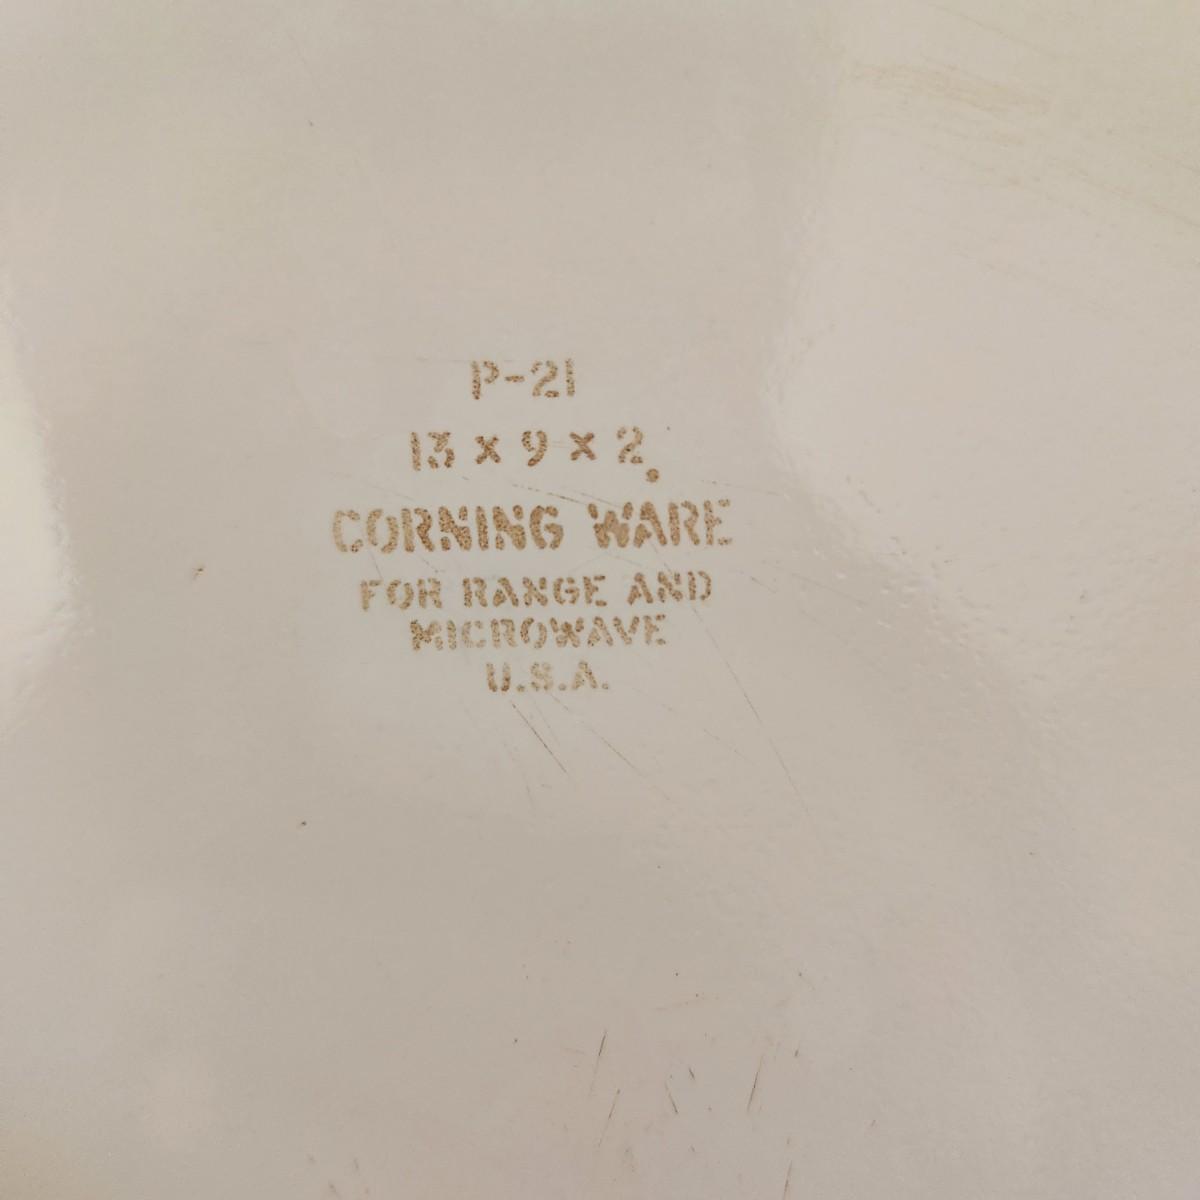 P-21
13 x 9 x 2
CORNING WARE
FOR RANGE AND
MICROWAVE
U.S.A.